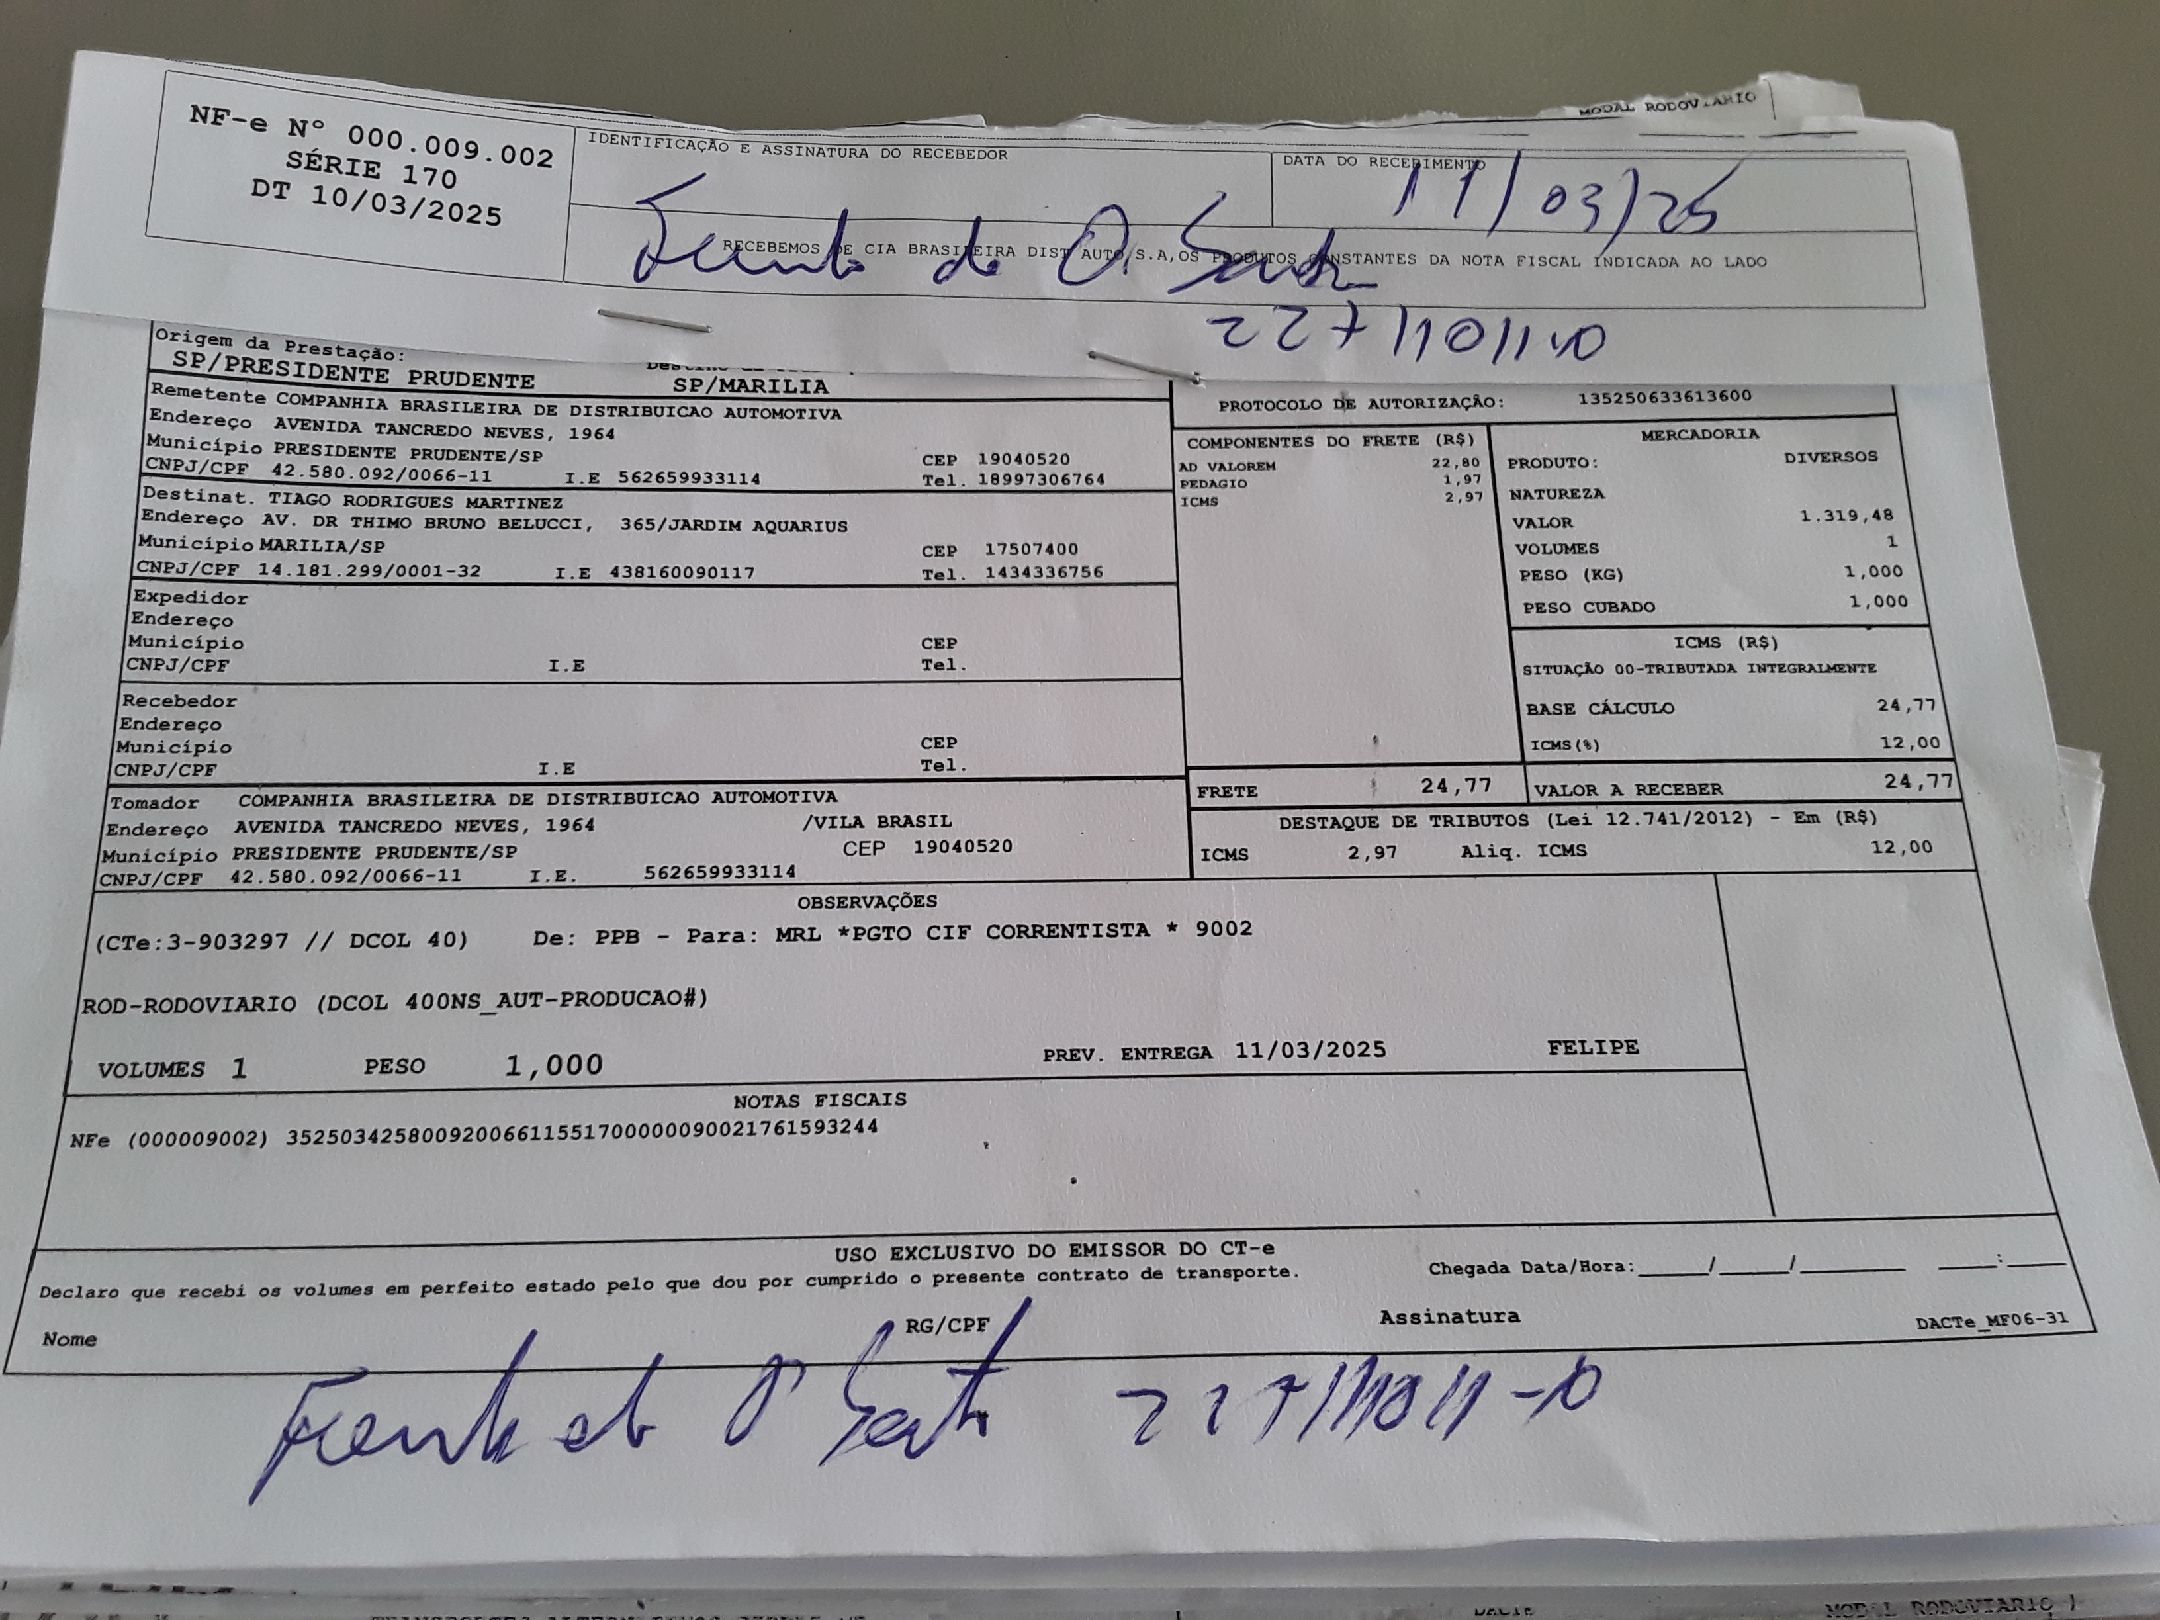 MODAL RODOVIARIO
NF-e Nº 000.009.002
SÉRIE 170
DT 10/03/2025
IDENTIFICAÇÃO E ASSINATURA DO RECEBEDOR
DATA DO RECEBIMENTO
11/03/25
RECEBEMOS DE CIA BRASILEIRA DIST AUTO/S.A,OS PRODUTOS CONSTANTES DA NOTA FISCAL INDICADA AO LADO
Origem da Prestação:
SP/PRESIDENTE PRUDENTE SP/MARILIA
Remetente COMPANHIA BRASILEIRA DE DISTRIBUICAO AUTOMOTIVA
Endereço AVENIDA TANCREDO NEVES, 1964
Município PRESIDENTE PRUDENTE/SP CEP 19040520
CNPJ/CPF 42.580.092/0066-11 I.E 562659933114 Tel. 18997306764
Destinat. TIAGO RODRIGUES MARTINEZ
Endereço AV. DR THIMO BRUNO BELUCCI, 365/JARDIM AQUARIUS
Município MARILIA/SP CEP 17507400
CNPJ/CPF 14.181.299/0001-32 I.E 438160090117 Tel. 1434336756
Expedidor
Endereço
Município CEP
CNPJ/CPF I.E Tel.
Recebedor
Endereço
Município CEP
CNPJ/CPF I.E Tel.
Tomador COMPANHIA BRASILEIRA DE DISTRIBUICAO AUTOMOTIVA
Endereço AVENIDA TANCREDO NEVES, 1964 /VILA BRASIL
Município PRESIDENTE PRUDENTE/SP CEP 19040520
CNPJ/CPF 42.580.092/0066-11 I.E. 562659933114
PROTOCOLO DE AUTORIZAÇÃO: 135250633613600
COMPONENTES DO FRETE (R$)
AD VALOREM 22,80
PEDAGIO 1,97
ICMS 2,97
MERCADORIA
PRODUTO: DIVERSOS
NATUREZA
VALOR 1.319,48
VOLUMES 1
PESO (KG) 1,000
PESO CUBADO 1,000
ICMS (R$)
SITUAÇÃO 00-TRIBUTADA INTEGRALMENTE
BASE CÁLCULO 24,77
ICMS(%) 12,00
FRETE 24,77 VALOR A RECEBER 24,77
DESTAQUE DE TRIBUTOS (Lei 12.741/2012) - Em (R$)
ICMS 2,97 Aliq. ICMS 12,00
OBSERVAÇÕES
(CTe:3-903297 // DCOL 40) De: PPB - Para: MRL *PGTO CIF CORRENTISTA * 9002
ROD-RODOVIARIO (DCOL 400NS_AUT-PRODUCAO#)
VOLUMES 1 PESO 1,000 PREV. ENTREGA 11/03/2025 FELIPE
NOTAS FISCAIS
NFe (000009002) 35250342580092006611551700000090021761593244
USO EXCLUSIVO DO EMISSOR DO CT-e
Declaro que recebi os volumes em perfeito estado pelo que dou por cumprido o presente contrato de transporte.
Chegada Data/Hora:_____/_____/________ ____:____
Nome RG/CPF Assinatura DACTe_MF06-31
DACTE MODAL RODOVIARIO